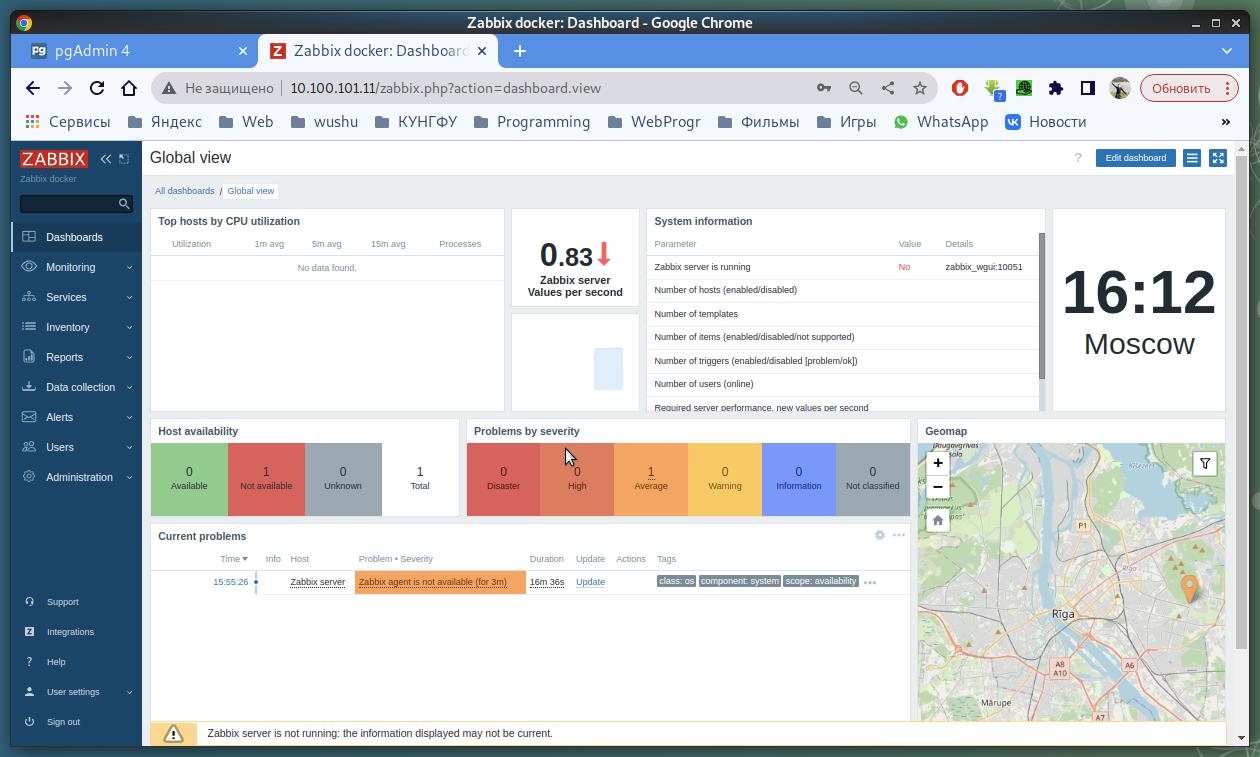 Zabbix docker: Dashboard - Google Chrome
pgAdmin 4
Zabbix docker: Dashboard
Не защищено 10.100.101.11/zabbix.php?action=dashboard.view
Обновить
Сервисы Яндекс Web wushu КУНГФУ Programming WebProgr Фильмы Игры WhatsApp Новости »
ZABBIX
Zabbix docker
Dashboards
Monitoring
Services
Inventory
Reports
Data collection
Alerts
Users
Administration
Support
Integrations
Help
User settings
Sign out
Global view
? Edit dashboard
All dashboards / Global view
Top hosts by CPU utilization
Utilization 1m avg 5m avg 15m avg Processes
No data found.
0.83
Zabbix server
Values per second
System information
Parameter Value Details
Zabbix server is running No zabbix_wgui:10051
Number of hosts (enabled/disabled)
Number of templates
Number of items (enabled/disabled/not supported)
Number of triggers (enabled/disabled [problem/ok])
Number of users (online)
Required server performance, new values per second
16:12
Moscow
Host availability
0 Available
1 Not available
0 Unknown
1 Total
Problems by severity
0 Disaster
0 High
1 Average
0 Warning
0 Information
0 Not classified
Current problems
Time Info Host Problem • Severity Duration Update Actions Tags
15:55:26 Zabbix server Zabbix agent is not available (for 3m) 16m 36s Update class: os component: system scope: availability
Geomap
+
−
P1
Rīga
Rīga
A8
A10
A6
Mārupe
A7
Zabbix server is not running: the information displayed may not be current.